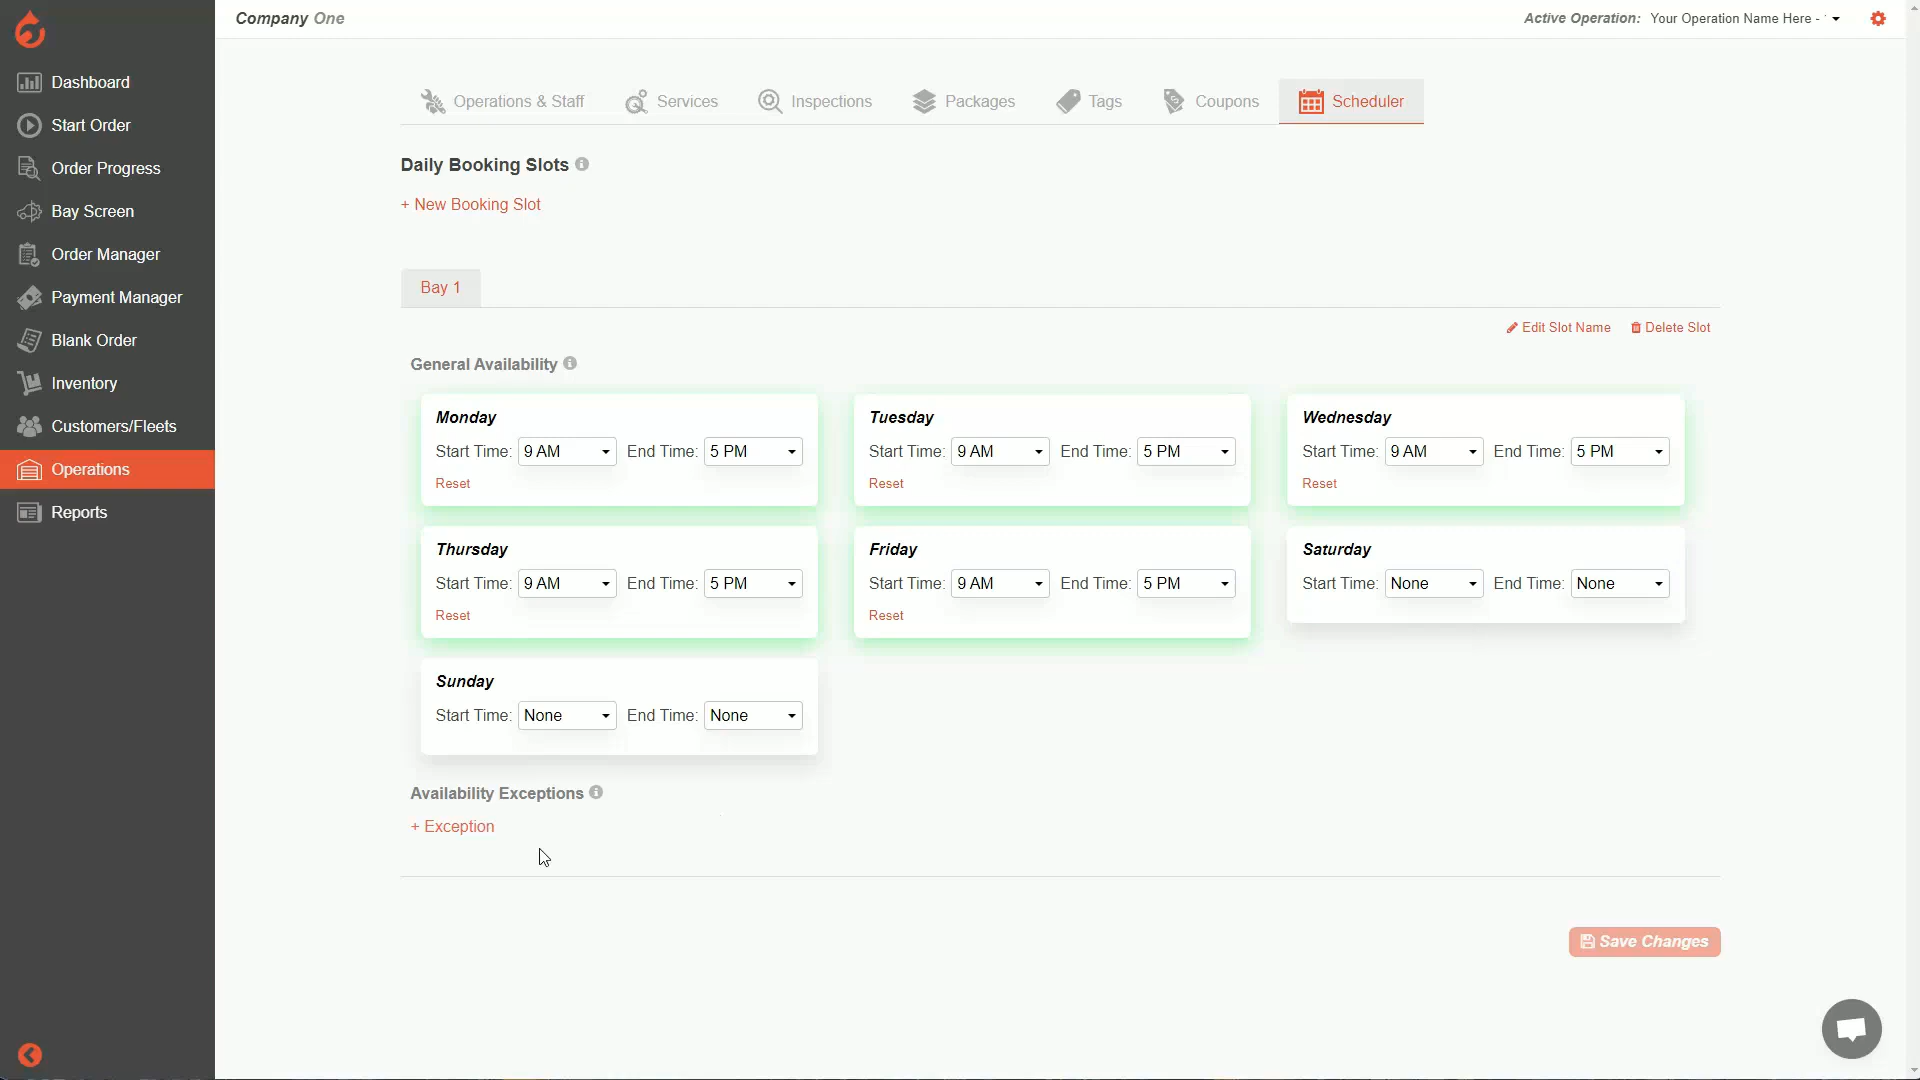 Company One
Active Operation: Your Operation Name Here -
Dashboard
Start Order
Order Progress
Bay Screen
Order Manager
Payment Manager
Blank Order
Inventory
Customers/Fleets
Operations
Reports
Operations & Staff
Services
Inspections
Packages
Tags
Coupons
Scheduler
Daily Booking Slots
+ New Booking Slot
Bay 1
Edit Slot Name
Delete Slot
General Availability
Monday
Start Time: 9 AM End Time: 5 PM
Reset
Tuesday
Start Time: 9 AM End Time: 5 PM
Reset
Wednesday
Start Time: 9 AM End Time: 5 PM
Reset
Thursday
Start Time: 9 AM End Time: 5 PM
Reset
Friday
Start Time: 9 AM End Time: 5 PM
Reset
Saturday
Start Time: None End Time: None
Sunday
Start Time: None End Time: None
Availability Exceptions
+ Exception
Save Changes